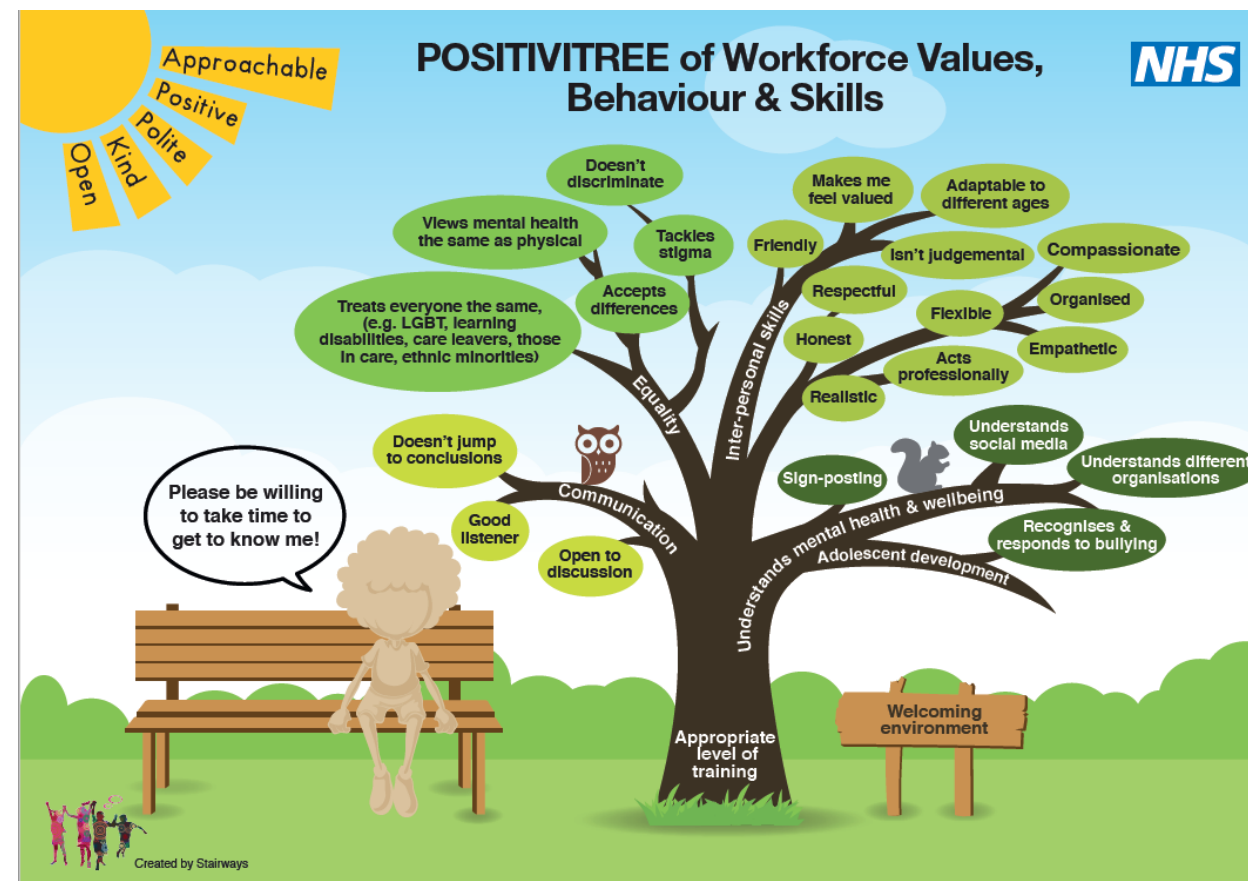 POSITIVITREE of Workforce Values,
Behaviour & Skills
NHS
Approachable
Positive
Polite
Kind
Open
Doesn't
discriminate
Views mental health
the same as physical
Tackles
stigma
Treats everyone the same,
(e.g. LGBT, learning
disabilities, care leavers, those
in care, ethnic minorities)
Accepts
differences
Equality
Makes me
feel valued
Adaptable to
different ages
Friendly
Isn't judgemental
Compassionate
Respectful
Flexible
Organised
Honest
Empathetic
Acts
professionally
Realistic
Inter-personal skills
Doesn't jump
to conclusions
Good
listener
Open to
discussion
Communication
Understands
social media
Sign-posting
Understands different
organisations
Recognises &
responds to bullying
Understands mental health & wellbeing
Adolescent development
Please be willing
to take time to
get to know me!
Appropriate
level of
training
Welcoming
environment
Created by Stairways